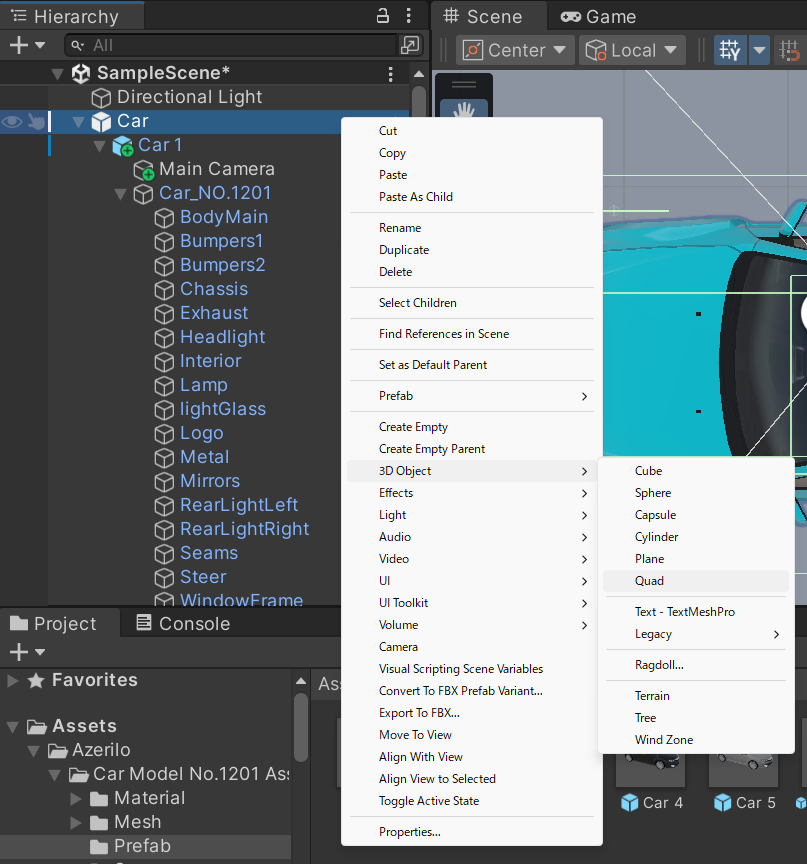 Hierarchy
All
SampleScene*
Directional Light
Car
Car 1
Main Camera
Car_NO.1201
BodyMain
Bumpers1
Bumpers2
Chassis
Exhaust
Headlight
Interior
Lamp
lightGlass
Logo
Metal
Mirrors
RearLightLeft
RearLightRight
Seams
Steer
WindowFrame
Scene
Game
Center
Local
Cut
Copy
Paste
Paste As Child
Rename
Duplicate
Delete
Select Children
Find References in Scene
Set as Default Parent
Prefab
Create Empty
Create Empty Parent
3D Object
Effects
Light
Audio
Video
UI
UI Toolkit
Volume
Camera
Visual Scripting Scene Variables
Convert To FBX Prefab Variant...
Export To FBX...
Move To View
Align With View
Align View to Selected
Toggle Active State
Properties...
Cube
Sphere
Capsule
Cylinder
Plane
Quad
Text - TextMeshPro
Legacy
Ragdoll...
Terrain
Tree
Wind Zone
Project
Console
Favorites
Assets
Azerilo
Car Model No.1201 Ass
Material
Mesh
Prefab
Ass
Car 4
Car 5